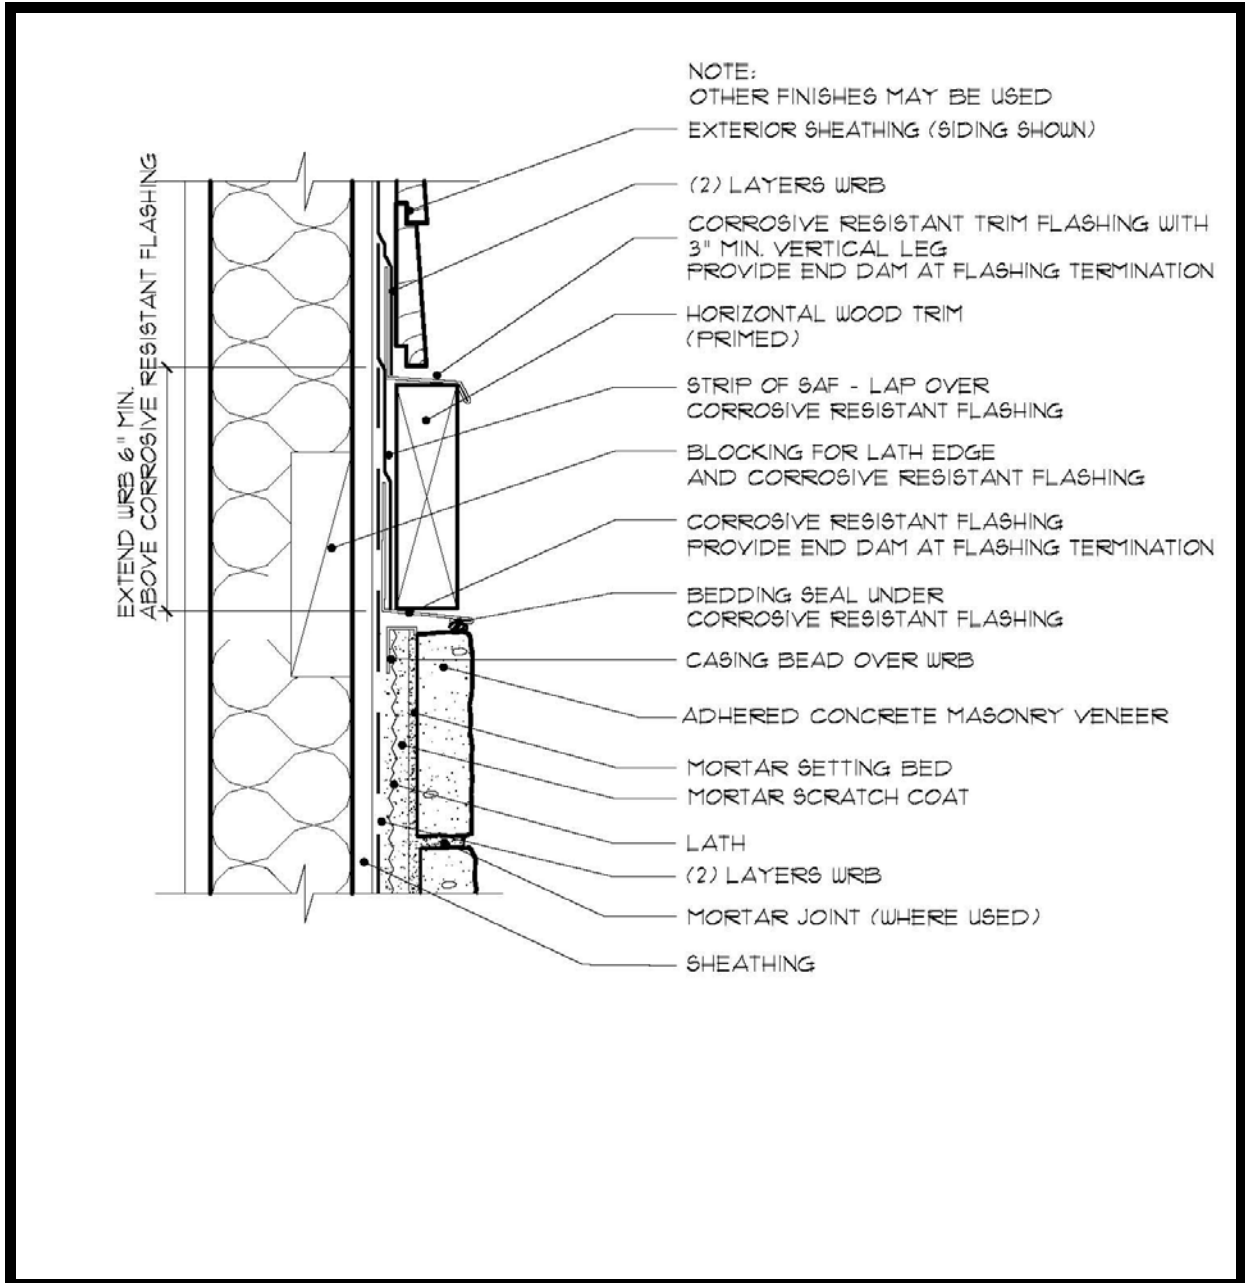 NOTE:
OTHER FINISHES MAY BE USED
EXTERIOR SHEATHING (SIDING SHOWN)
(2) LAYERS WRB
CORROSIVE RESISTANT TRIM FLASHING WITH
3" MIN. VERTICAL LEG
PROVIDE END DAM AT FLASHING TERMINATION
HORIZONTAL WOOD TRIM
(PRIMED)
STRIP OF SAF - LAP OVER
CORROSIVE RESISTANT FLASHING
BLOCKING FOR LATH EDGE
AND CORROSIVE RESISTANT FLASHING
CORROSIVE RESISTANT FLASHING
PROVIDE END DAM AT FLASHING TERMINATION
BEDDING SEAL UNDER
CORROSIVE RESISTANT FLASHING
CASING BEAD OVER WRB
ADHERED CONCRETE MASONRY VENEER
MORTAR SETTING BED
MORTAR SCRATCH COAT
LATH
(2) LAYERS WRB
MORTAR JOINT (WHERE USED)
SHEATHING
EXTEND WRB 6" MIN.
ABOVE CORROSIVE RESISTANT FLASHING